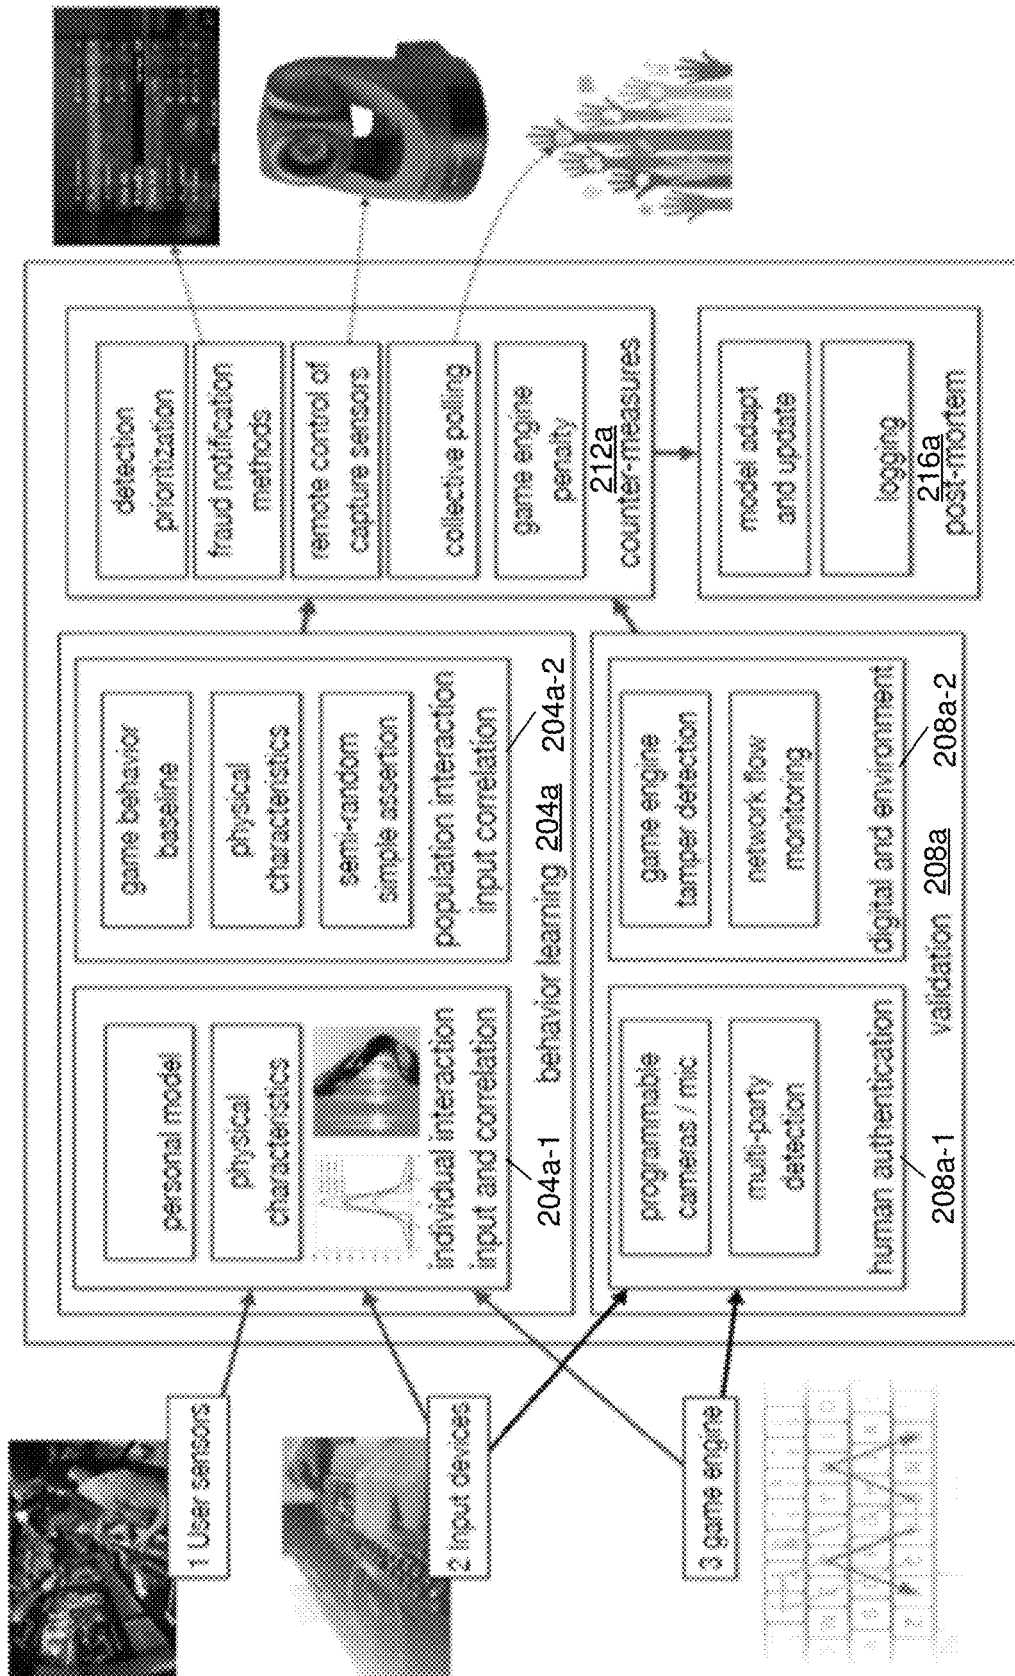 1 User sensors
2 Input devices
3 game engine
personal model
physical
characteristics
individual interaction
input and correlation
204a-1
game behavior
baseline
physical
characteristics
semi-random
simple assertion
population interaction
input correlation
204a-2
behavior learning 204a
programmable
cameras / mic
multi-party
detection
human authentication
208a-1
game engine
tamper detection
network flow
monitoring
digital and environment
208a-2
validation 208a
detection
prioritization
fraud notification
methods
remote control of
capture sensors
collective polling
game engine
penalty
212a
counter-measures
model adapt
and update
logging
216a
post-mortem